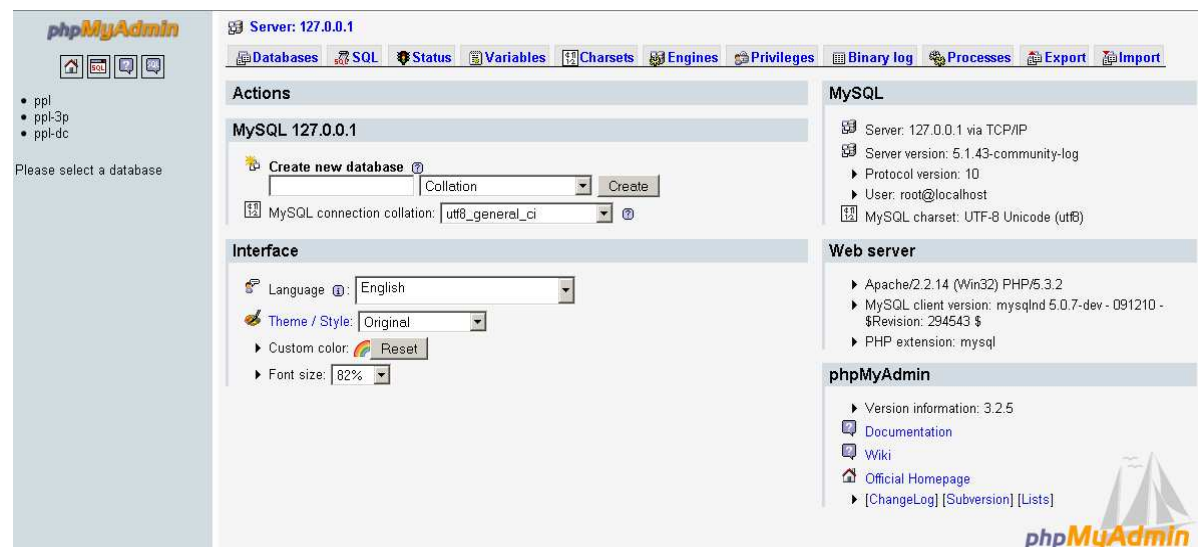 phpMyAdmin
SQL
• ppl
• ppl-3p
• ppl-dc
Please select a database
Server: 127.0.0.1
Databases SQL Status Variables Charsets Engines Privileges Binary log Processes Export Import
Actions
MySQL 127.0.0.1
Create new database
Collation Create
MySQL connection collation: utf8_general_ci
Interface
Language : English
Theme / Style: Original
Custom color: Reset
Font size: 82%
MySQL
Server: 127.0.0.1 via TCP/IP
Server version: 5.1.43-community-log
Protocol version: 10
User: root@localhost
MySQL charset: UTF-8 Unicode (utf8)
Web server
Apache/2.2.14 (Win32) PHP/5.3.2
MySQL client version: mysqlnd 5.0.7-dev - 091210 -
$Revision: 294543 $
PHP extension: mysql
phpMyAdmin
Version information: 3.2.5
Documentation
Wiki
Official Homepage
[ChangeLog] [Subversion] [Lists]
phpMyAdmin